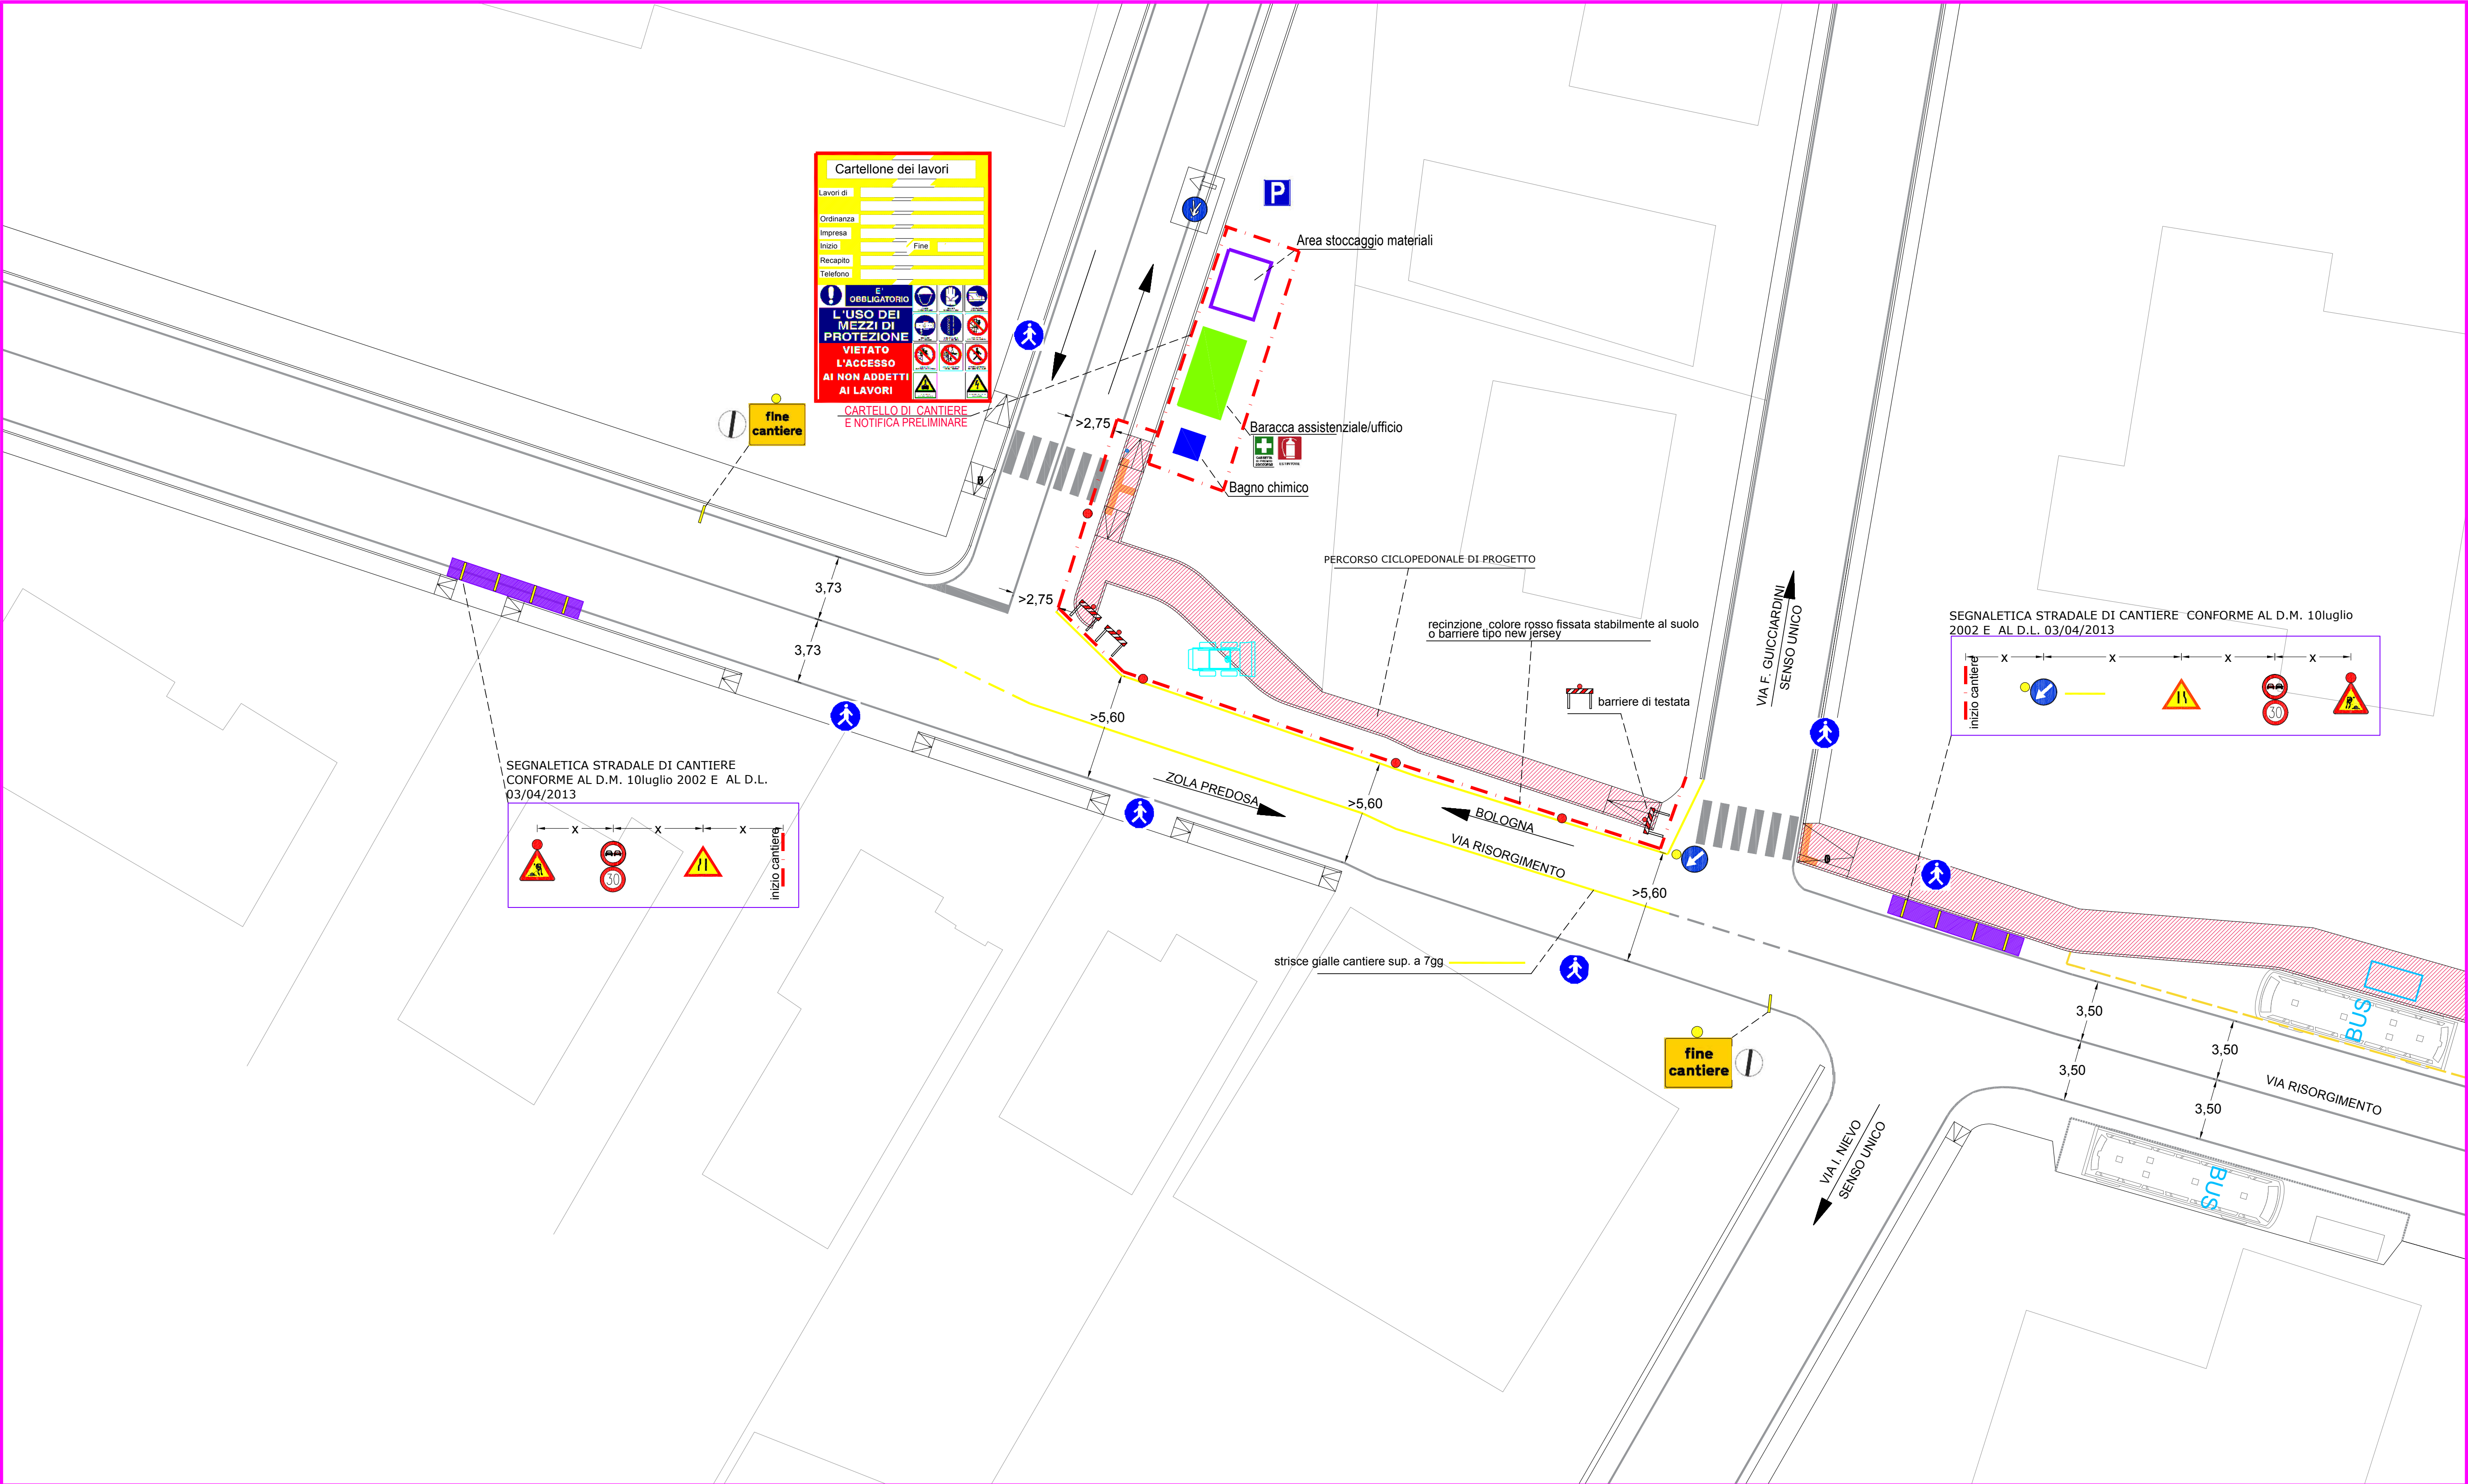 Cartellone dei lavori
Lavori di
Ordinanza
Impresa
Inizio
Fine
Recapito
Telefono
E'
OBBLIGATORIO
L'USO DEI
MEZZI DI
PROTEZIONE
VIETATO
L'ACCESSO
AI NON ADDETTI
AI LAVORI
CARTELLO DI CANTIERE
E NOTIFICA PRELIMINARE
P
Area stoccaggio materiali
fine
cantiere
>2,75
Baracca assistenziale/ufficio
Bagno chimico
PERCORSO CICLOPEDONALE DI PROGETTO
3,73
>2,75
3,73
recinzione colore rosso fissata stabilmente al suolo
o barriere tipo new jersey
VIA F. GUICCIARDINI
SENSO UNICO
SEGNALETICA STRADALE DI CANTIERE CONFORME AL D.M. 10luglio
2002 E AL D.L. 03/04/2013
x x x x
inizio cantiere
30
barriere di testata
>5,60
SEGNALETICA STRADALE DI CANTIERE
CONFORME AL D.M. 10luglio 2002 E AL D.L.
03/04/2013
x x x
30
inizio cantiere
ZOLA PREDOSA
>5,60
BOLOGNA
VIA RISORGIMENTO
>5,60
strisce gialle cantiere sup. a 7gg
fine
cantiere
3,50
BUS
3,50
3,50
VIA RISORGIMENTO
3,50
VIA I. NIEVO
SENSO UNICO
BUS